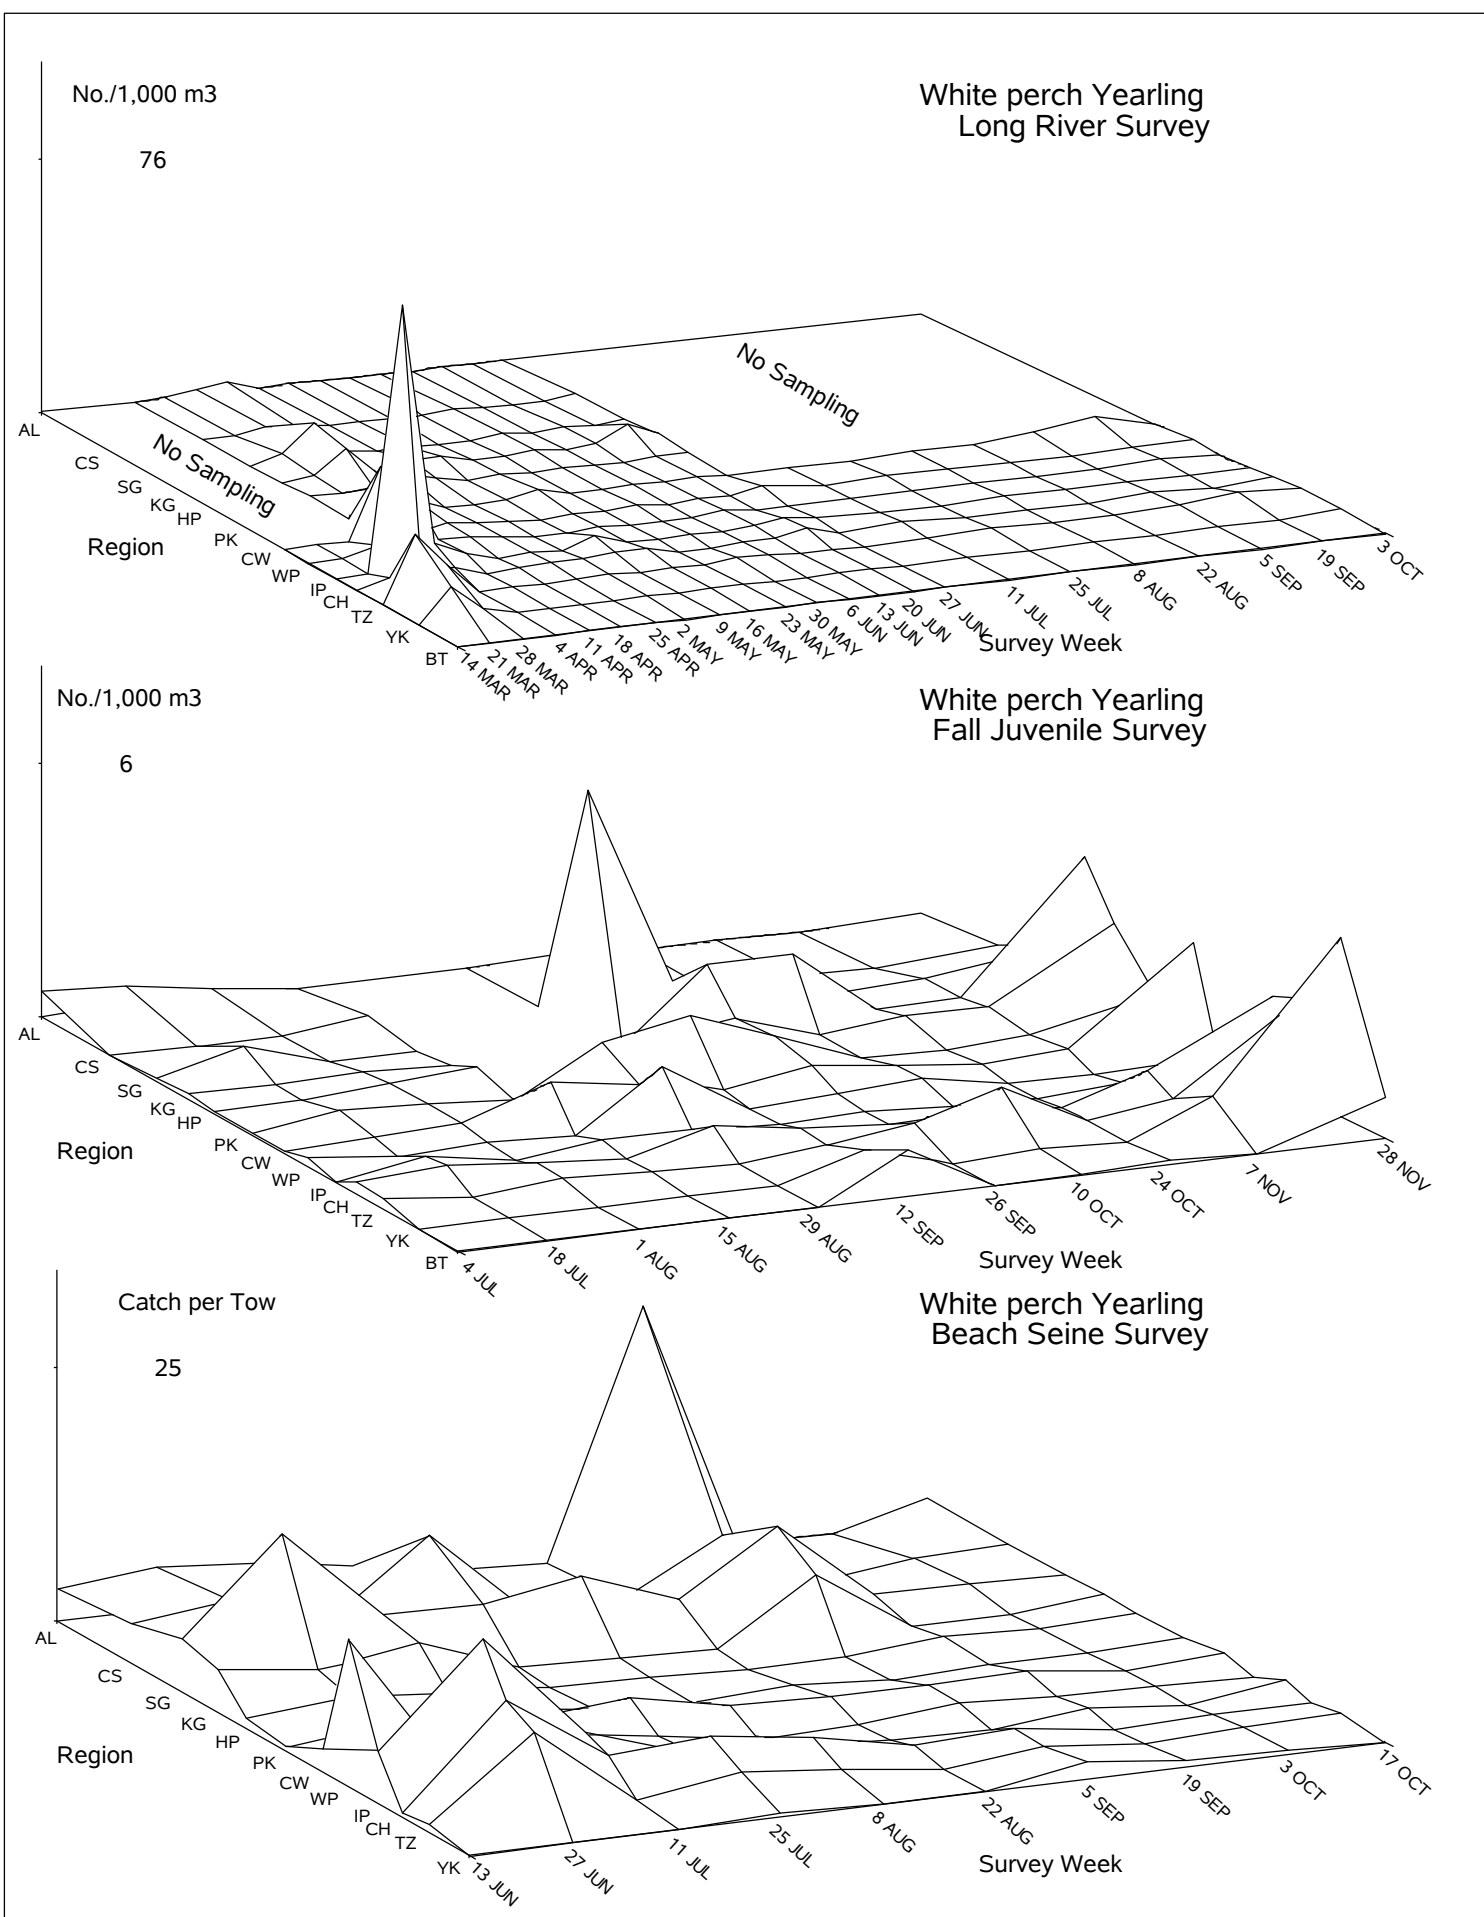 No./1,000 m3
White perch Yearling
Long River Survey
76
No Sampling
No Sampling
AL
CS
SG
KG
HP
PK
CW
WP
IP
CH
TZ
YK
BT
Region
14 MAR
21 MAR
28 MAR
4 APR
11 APR
18 APR
25 APR
2 MAY
9 MAY
16 MAY
23 MAY
30 MAY
6 JUN
13 JUN
20 JUN
27 JUN
11 JUL
25 JUL
8 AUG
22 AUG
5 SEP
19 SEP
3 OCT
Survey Week
No./1,000 m3
White perch Yearling
Fall Juvenile Survey
6
AL
CS
SG
KG
HP
PK
CW
WP
IP
CH
TZ
YK
BT
Region
4 JUL
18 JUL
1 AUG
15 AUG
29 AUG
12 SEP
26 SEP
10 OCT
24 OCT
7 NOV
28 NOV
Survey Week
Catch per Tow
White perch Yearling
Beach Seine Survey
25
AL
CS
SG
KG
HP
PK
CW
WP
IP
CH
TZ
YK
Region
13 JUN
27 JUN
11 JUL
25 JUL
8 AUG
22 AUG
5 SEP
19 SEP
3 OCT
17 OCT
Survey Week